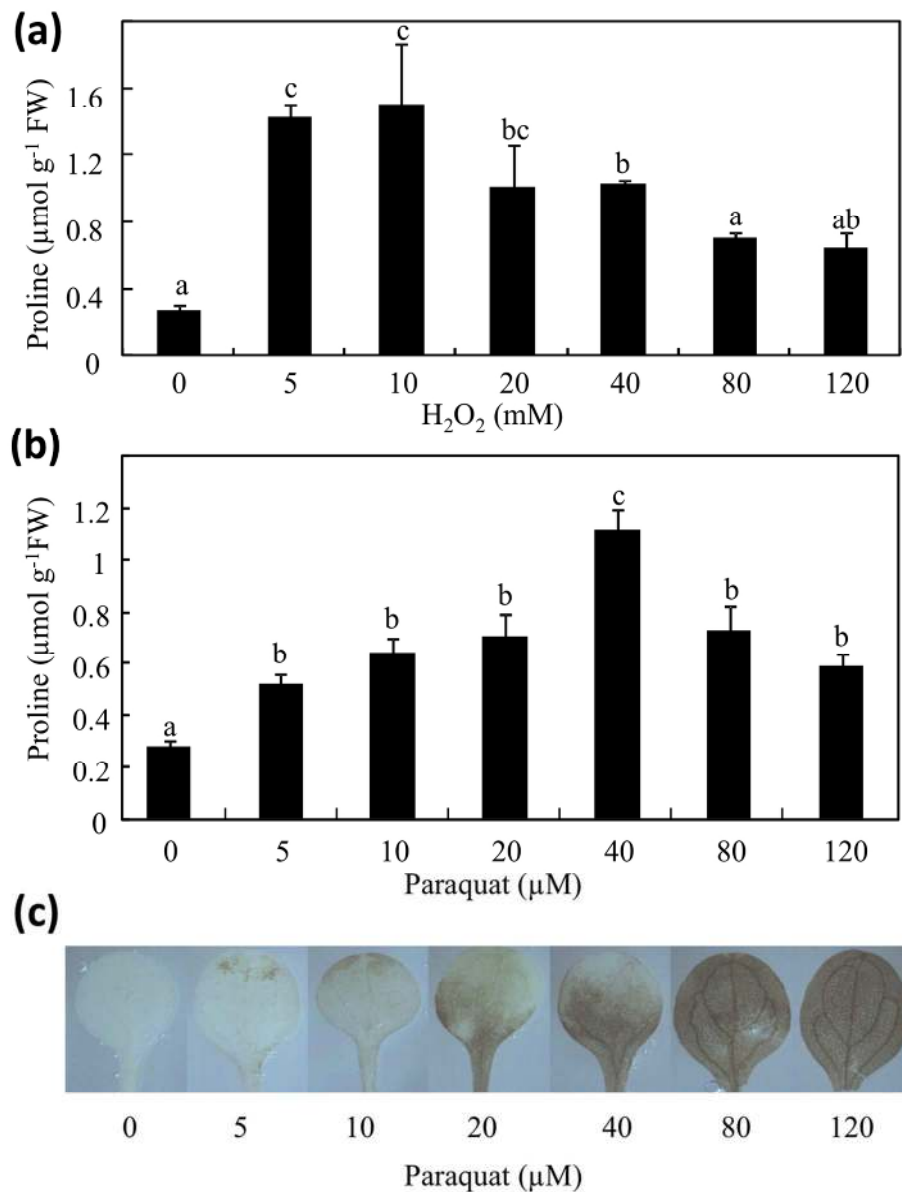 (a)
Proline (µmol g⁻¹ FW)
1.6
1.2
0.8
0.4
0
a
c
c
bc
b
a
ab
0 5 10 20 40 80 120
H₂O₂ (mM)
(b)
Proline (µmol g⁻¹FW)
1.2
1
0.8
0.6
0.4
0.2
0
a
b
b
b
c
b
b
0 5 10 20 40 80 120
Paraquat (µM)
(c)
0 5 10 20 40 80 120
Paraquat (µM)